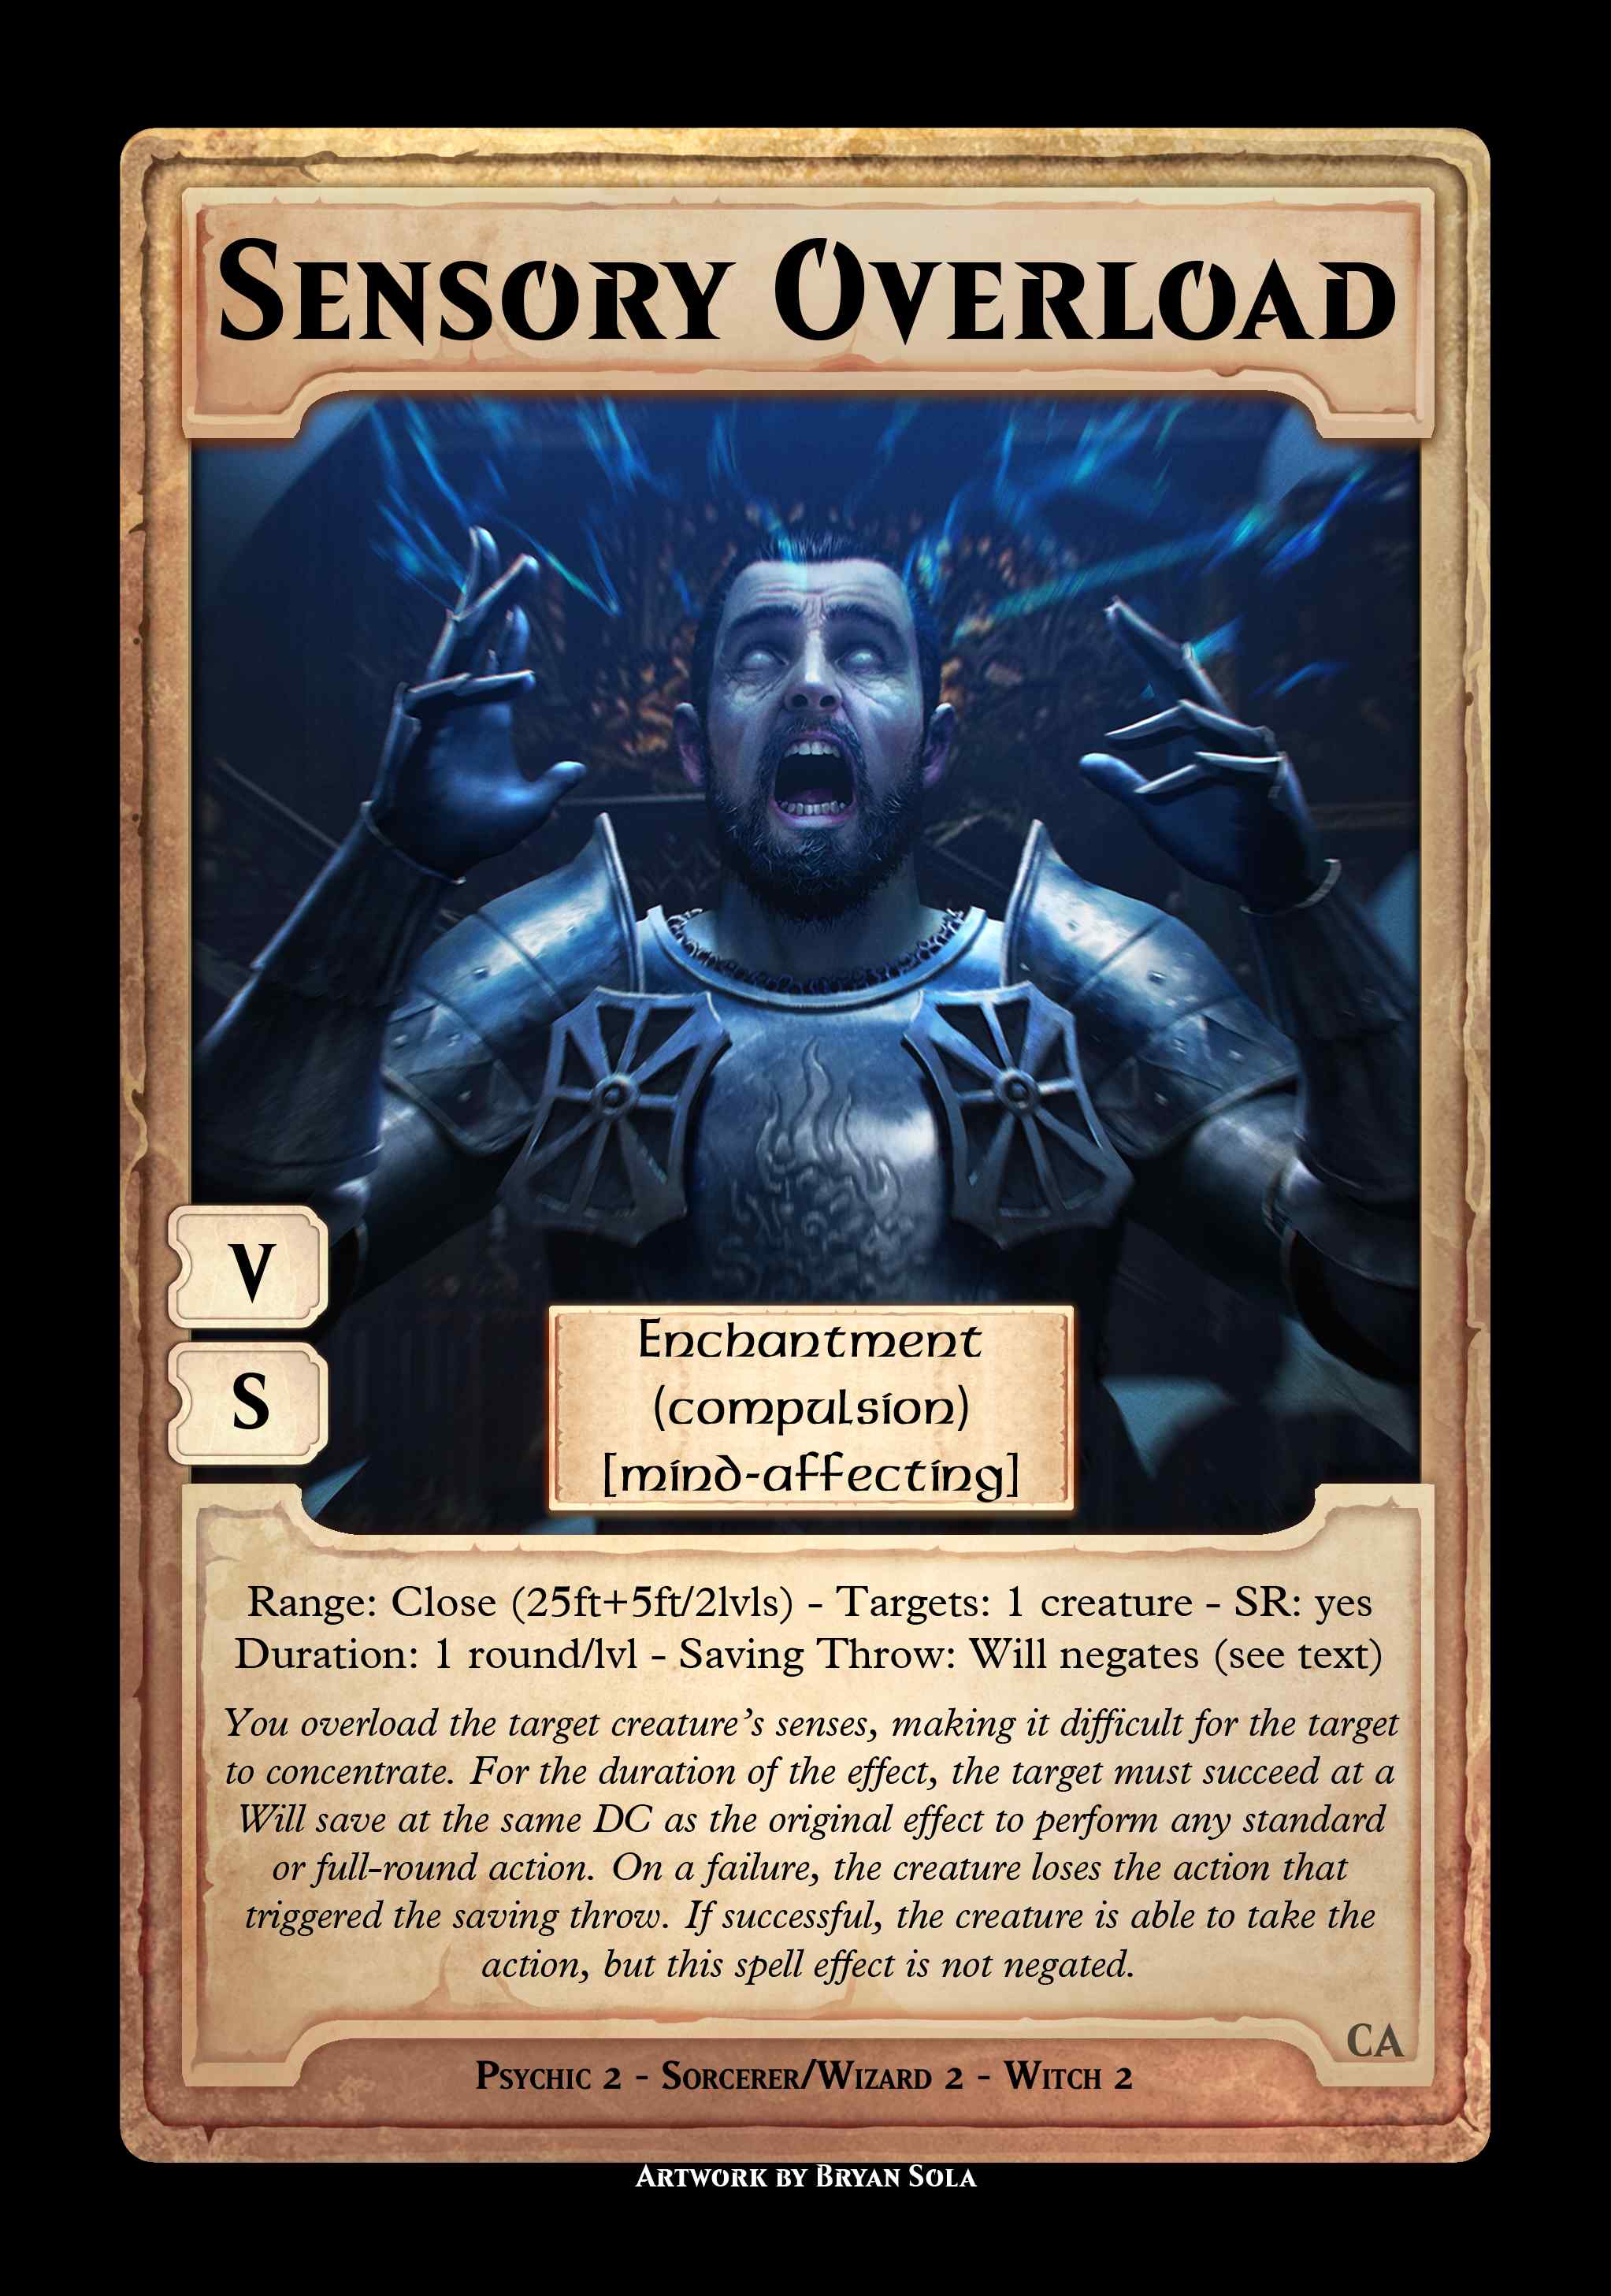 Sensory Overload
V
S
Enchantment
(compulsion)
[mind-affecting]
Range: Close (25ft+5ft/2lvls) - Targets: 1 creature - SR: yes
Duration: 1 round/lvl - Saving Throw: Will negates (see text)
You overload the target creature's senses, making it difficult for the target
to concentrate. For the duration of the effect, the target must succeed at a
Will save at the same DC as the original effect to perform any standard
or full-round action. On a failure, the creature loses the action that
triggered the saving throw. If successful, the creature is able to take the
action, but this spell effect is not negated.
CA
Psychic 2 - Sorcerer/Wizard 2 - Witch 2
Artwork by Bryan Sola